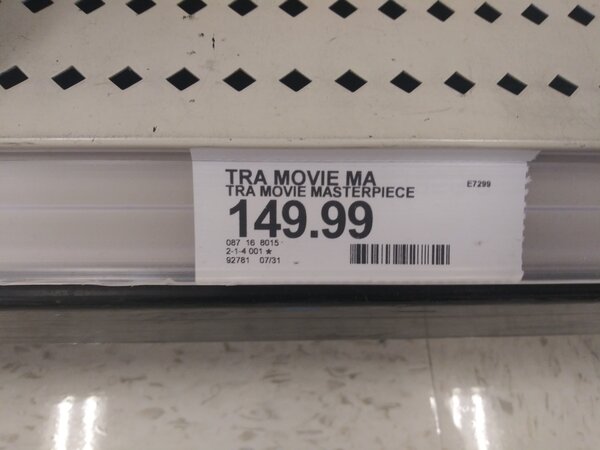 TRA MOVIE MA
TRA MOVIE MASTERPIECE
E7299
149.99
087 16 8015
2-1-4 001 ★
92781 07/31